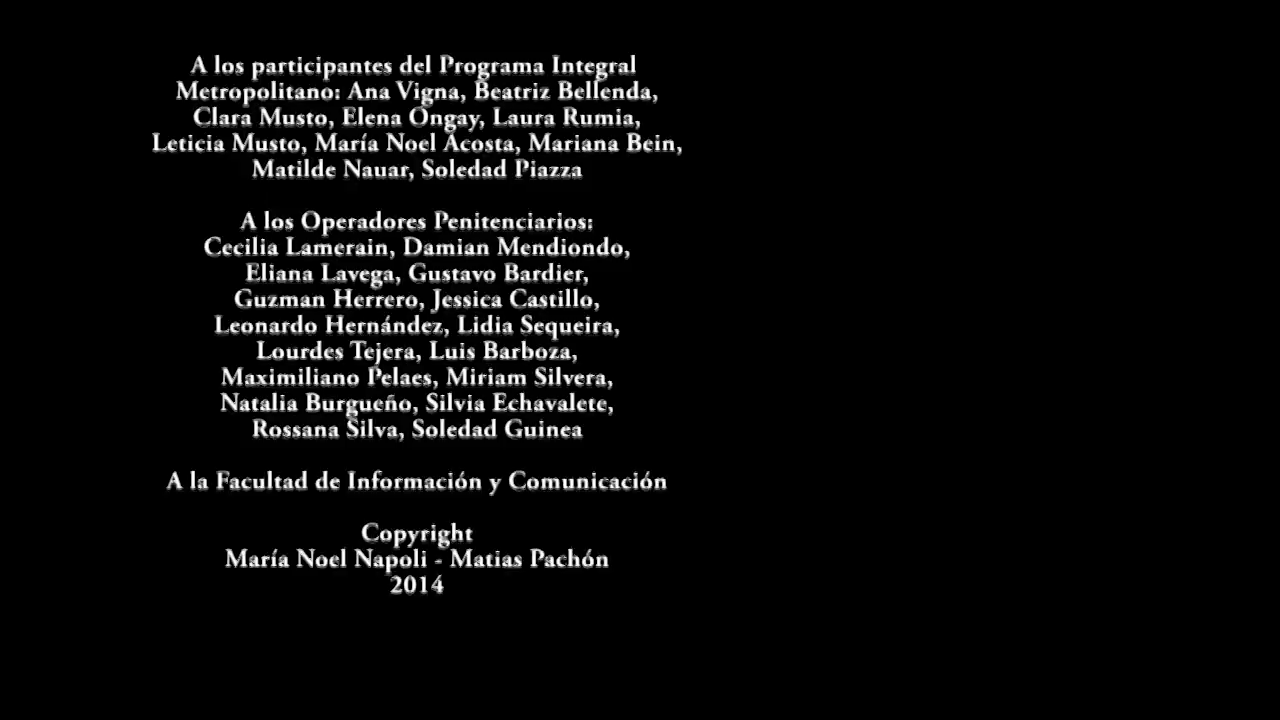 A los participantes del Programa Integral
Metropolitano: Ana Vigna, Beatriz Bellenda,
Clara Musto, Elena Ongay, Laura Rumia,
Leticia Musto, María Noel Acosta, Mariana Bein,
Matilde Nauar, Soledad Piazza
A los Operadores Penitenciarios:
Cecilia Lamerain, Damian Mendiondo,
Eliana Lavega, Gustavo Bardier,
Guzman Herrero, Jessica Castillo,
Leonardo Hernández, Lidia Sequeira,
Lourdes Tejera, Luis Barboza,
Maximiliano Pelaes, Miriam Silvera,
Natalia Burgueño, Silvia Echavalete,
Rossana Silva, Soledad Guinea
A la Facultad de Información y Comunicación
Copyright
María Noel Napoli - Matias Pachón
2014